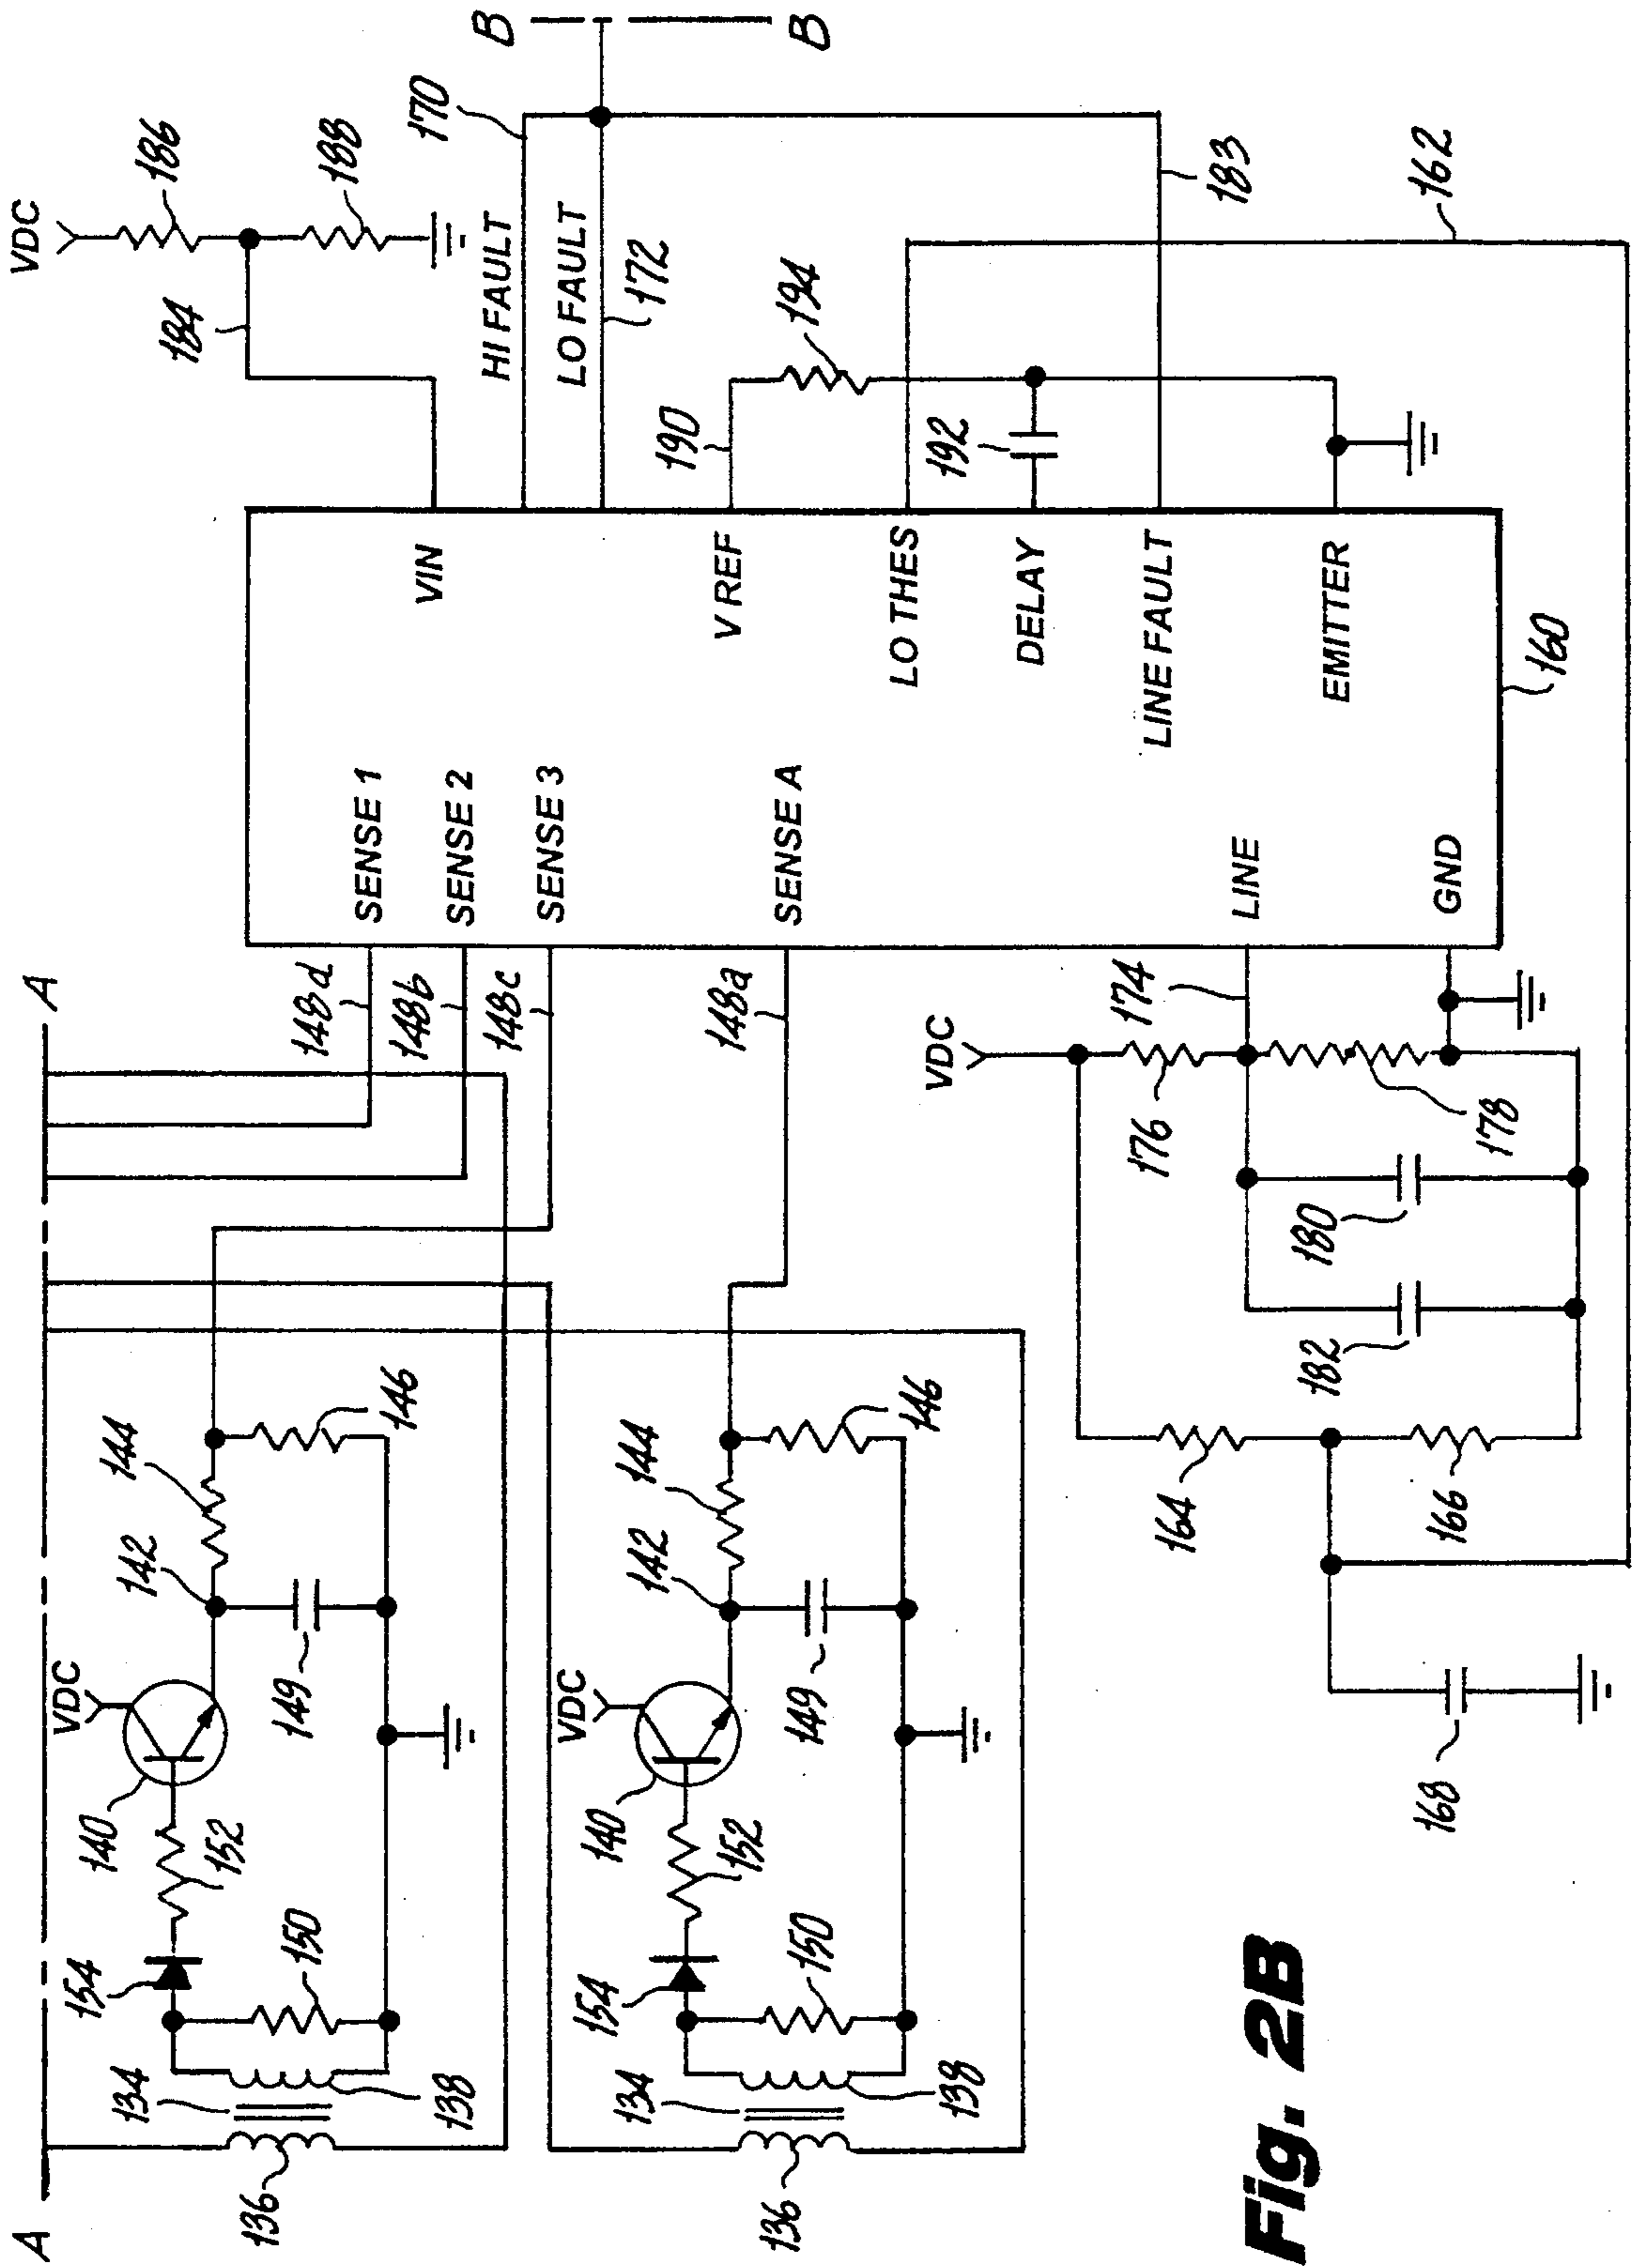 A
A
B
B
VDC
186
188
184
170
HI FAULT
LO FAULT
172
183
162
190
194
192
VIN
V REF
LO THES
DELAY
LINE FAULT
EMITTER
160
SENSE 1
SENSE 2
SENSE 3
SENSE A
LINE
GND
148d
148b
148c
148a
VDC
174
176
178
180
182
164
166
168
VDC
140
142
144
146
149
152
154
150
134
138
136
VDC
140
142
144
146
149
152
154
150
134
138
136
Fig. 2B